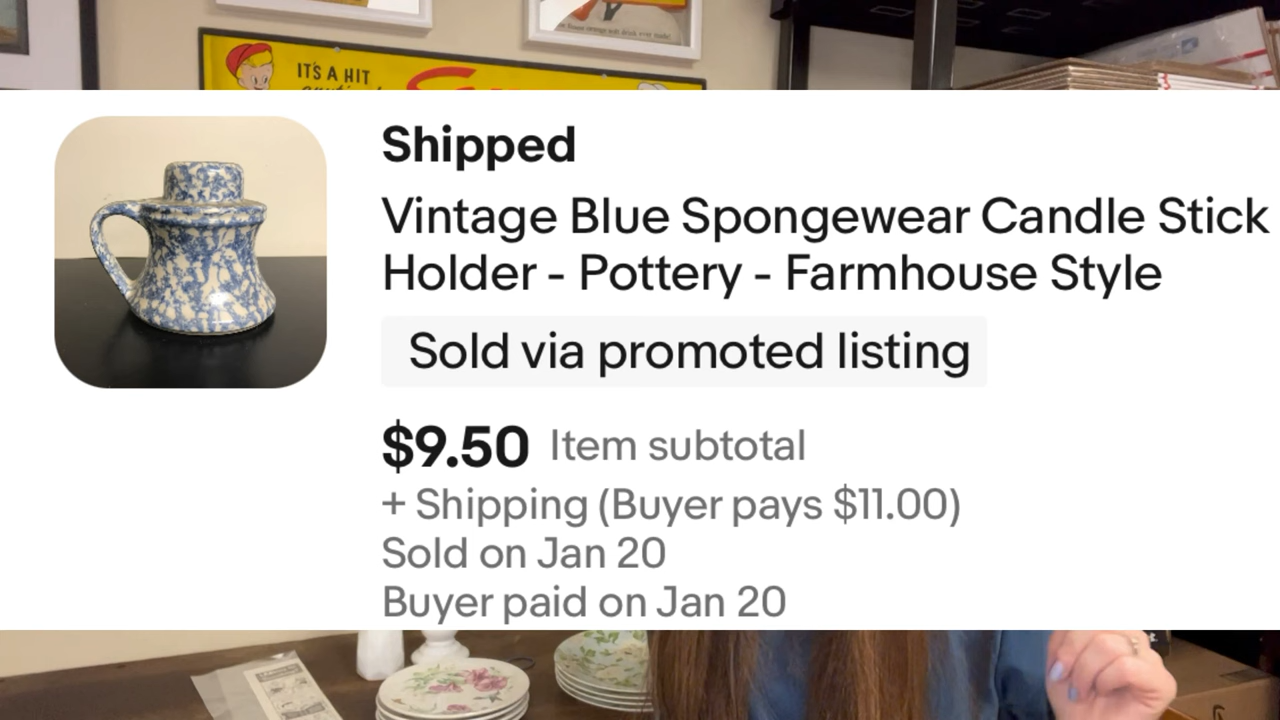 IT'S A HIT
Shipped
Vintage Blue Spongewear Candle Stick
Holder - Pottery - Farmhouse Style
Sold via promoted listing
$9.50 Item subtotal
+ Shipping (Buyer pays $11.00)
Sold on Jan 20
Buyer paid on Jan 20